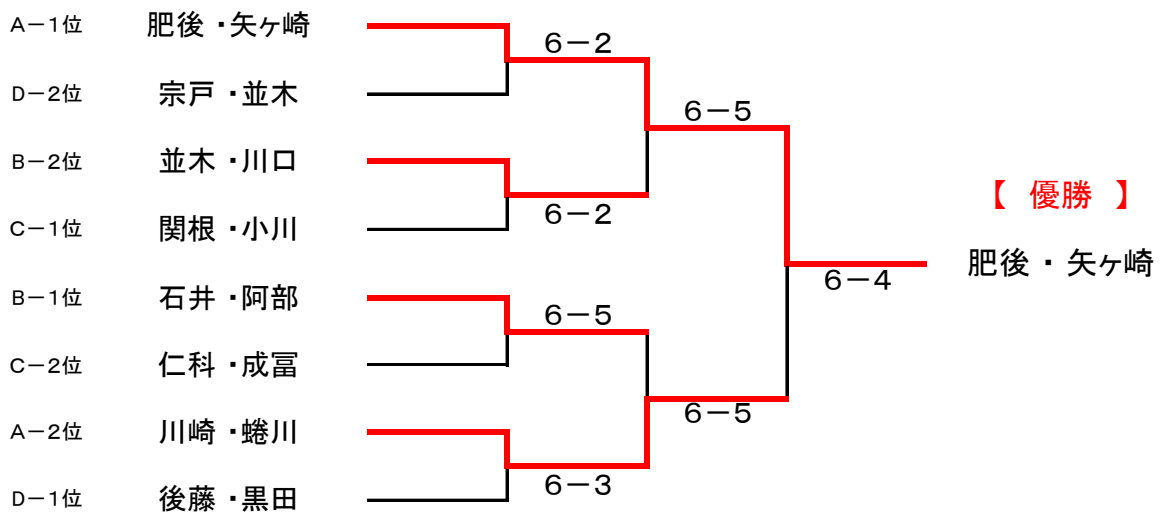 A－1位 肥後 ・矢ヶ崎
6－2
D－2位 宗戸 ・並木
6－5
B－2位 並木 ・川口
【 優勝 】
6－2
C－1位 関根 ・小川
肥後 ・ 矢ヶ崎
6－4
B－1位 石井 ・阿部
6－5
C－2位 仁科 ・成冨
6－5
A－2位 川崎 ・蜷川
6－3
D－1位 後藤 ・黒田